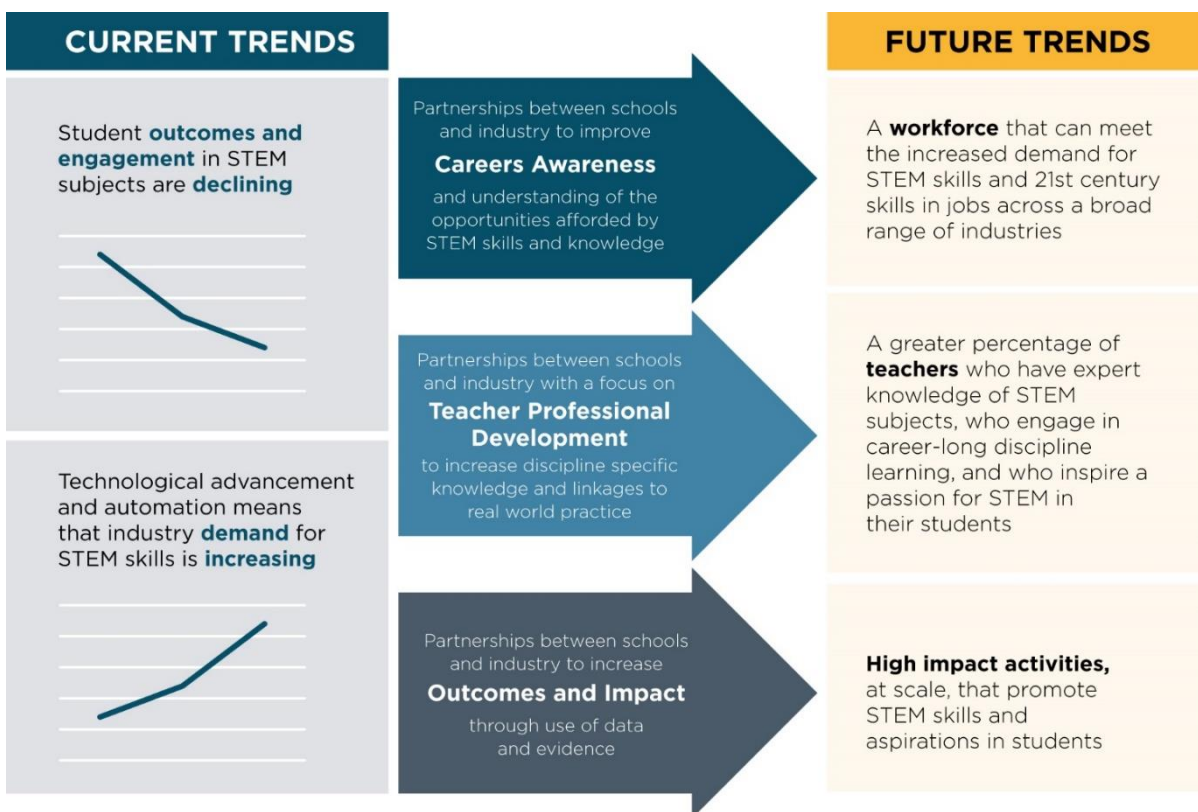 CURRENT TRENDS
Student outcomes and
engagement in STEM
subjects are declining
Technological advancement
and automation means
that industry demand for
STEM skills is increasing
Partnerships between schools
and industry to improve
Careers Awareness
and understanding of the
opportunities afforded by
STEM skills and knowledge
Partnerships between schools
and industry with a focus on
Teacher Professional
Development
to increase discipline specific
knowledge and linkages to
real world practice
Partnerships between schools
and industry to increase
Outcomes and Impact
through use of data
and evidence
FUTURE TRENDS
A workforce that can meet
the increased demand for
STEM skills and 21st century
skills in jobs across a broad
range of industries
A greater percentage of
teachers who have expert
knowledge of STEM
subjects, who engage in
career-long discipline
learning, and who inspire a
passion for STEM in
their students
High impact activities,
at scale, that promote
STEM skills and
aspirations in students